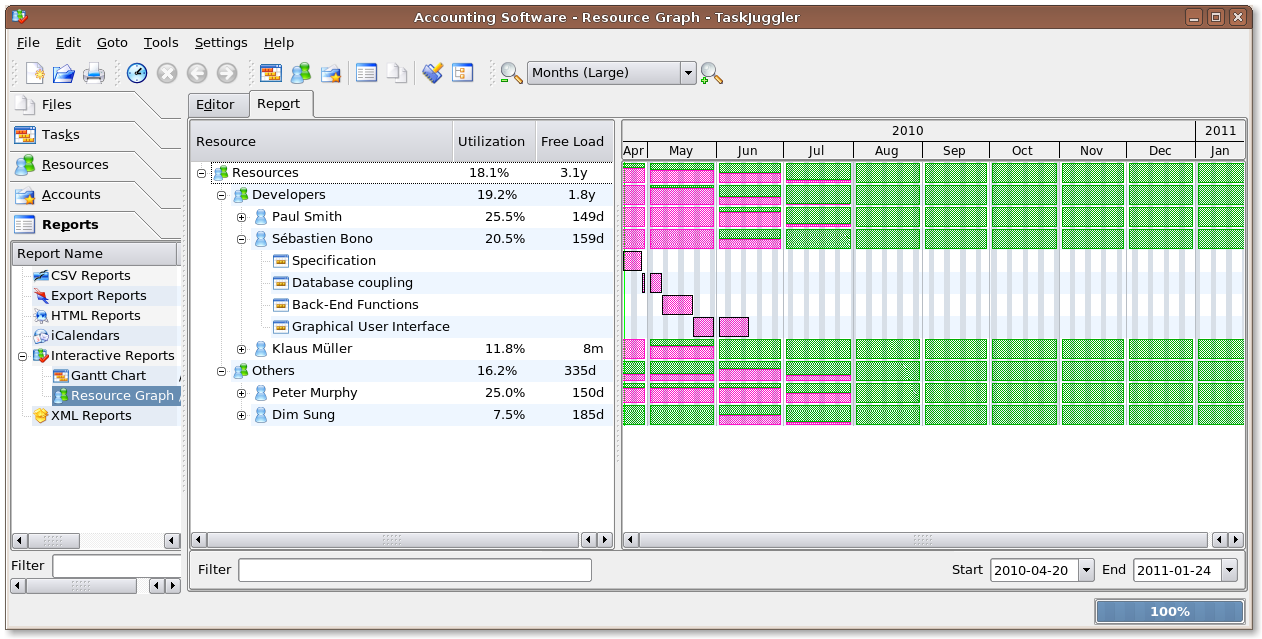 Accounting Software - Resource Graph - TaskJuggler
File Edit Goto Tools Settings Help
Months (Large)
Files
Tasks
Resources
Accounts
Reports
Report Name
CSV Reports
Export Reports
HTML Reports
iCalendars
Interactive Reports
Gantt Chart
Resource Graph
XML Reports
Filter
Editor Report
Resource Utilization Free Load
Resources 18.1% 3.1y
Developers 19.2% 1.8y
Paul Smith 25.5% 149d
Sébastien Bono 20.5% 159d
Specification
Database coupling
Back-End Functions
Graphical User Interface
Klaus Müller 11.8% 8m
Others 16.2% 335d
Peter Murphy 25.0% 150d
Dim Sung 7.5% 185d
2010 2011
Apr May Jun Jul Aug Sep Oct Nov Dec Jan
Filter Start 2010-04-20 End 2011-01-24
100%